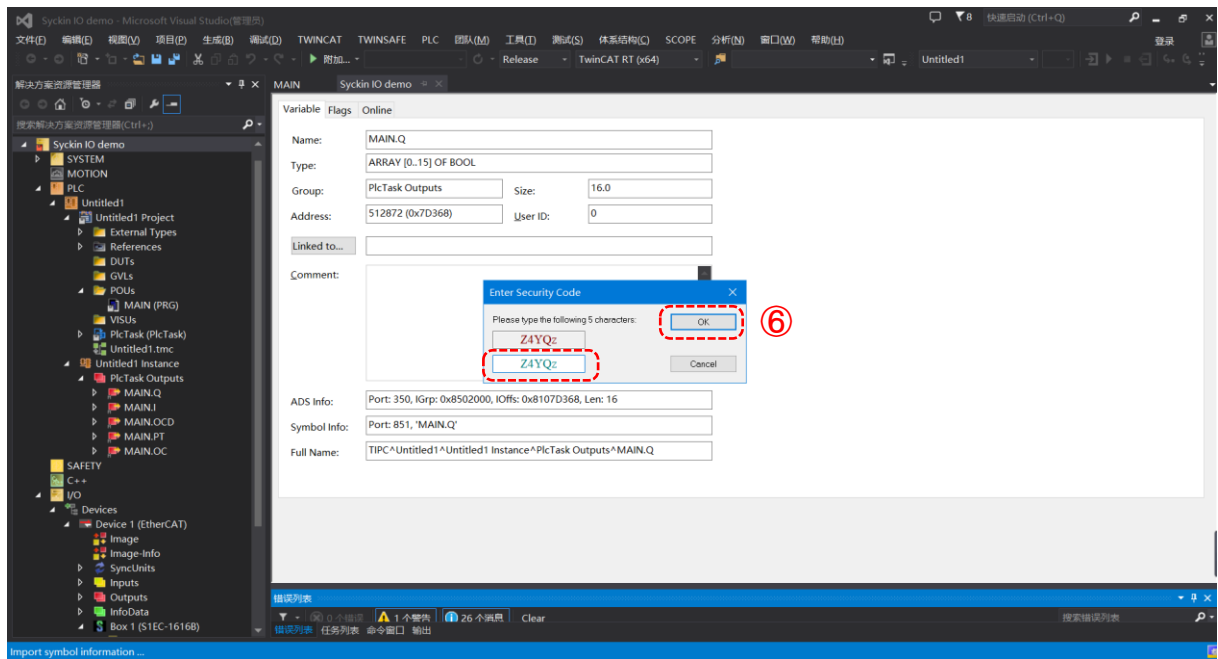 Syckin IO demo - Microsoft Visual Studio(管理员)
8 快速启动 (Ctrl+Q)
文件(F) 编辑(E) 视图(V) 项目(P) 生成(B) 调试(D) TWINCAT TWINSAFE PLC 团队(M) 工具(T) 测试(S) 体系结构(C) SCOPE 分析(N) 窗口(W) 帮助(H) 登录
附加... Release TwinCAT RT (x64) Untitled1
解决方案资源管理器
搜索解决方案资源管理器(Ctrl+;)
Syckin IO demo
SYSTEM
MOTION
PLC
Untitled1
Untitled1 Project
External Types
References
DUTs
GVLs
POUs
MAIN (PRG)
VISUs
PlcTask (PlcTask)
Untitled1.tmc
Untitled1 Instance
PlcTask Outputs
MAIN.Q
MAIN.I
MAIN.OCD
MAIN.PT
MAIN.OC
SAFETY
C++
I/O
Devices
Device 1 (EtherCAT)
Image
Image-Info
SyncUnits
Inputs
Outputs
InfoData
Box 1 (S1EC-1616B)
MAIN Syckin IO demo
Variable Flags Online
Name: MAIN.Q
Type: ARRAY [0..15] OF BOOL
Group: PlcTask Outputs Size: 16.0
Address: 512872 (0x7D368) User ID: 0
Linked to...
Comment:
Enter Security Code
Please type the following 5 characters:
OK
⑥
Z4YQz
Z4YQz
Cancel
ADS Info: Port: 350, IGrp: 0x8502000, IOffs: 0x8107D368, Len: 16
Symbol Info: Port: 851, 'MAIN.Q'
Full Name: TIPC^Untitled1^Untitled1 Instance^PlcTask Outputs^MAIN.Q
错误列表
0 个错误 1 个警告 26 个消息 Clear 搜索错误列表
错误列表 任务列表 命令窗口 输出
Import symbol information ...